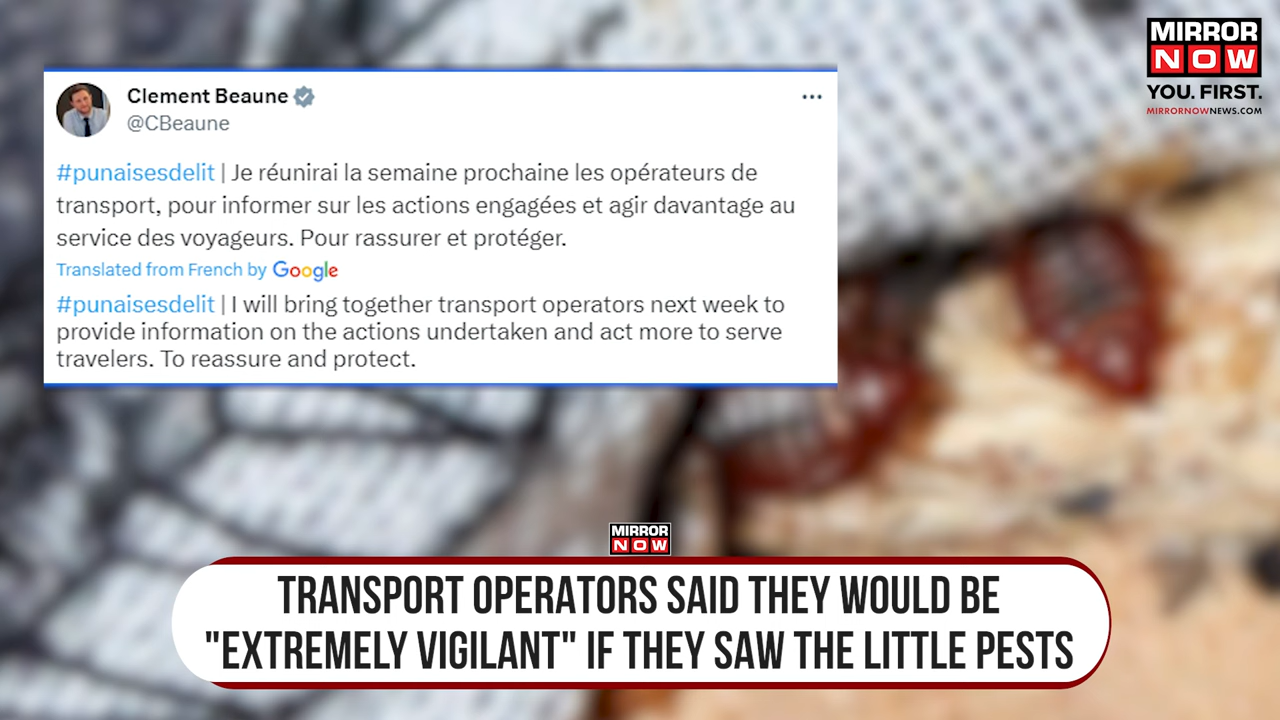 MIRROR
NOW
YOU. FIRST.
MIRRORNOWNEWS.COM
Clement Beaune
@CBeaune
#punaisesdelit | Je réunirai la semaine prochaine les opérateurs de
transport, pour informer sur les actions engagées et agir davantage au
service des voyageurs. Pour rassurer et protéger.
Translated from French by Google
#punaisesdelit | I will bring together transport operators next week to
provide information on the actions undertaken and act more to serve
travelers. To reassure and protect.
MIRROR
NOW
TRANSPORT OPERATORS SAID THEY WOULD BE
"EXTREMELY VIGILANT" IF THEY SAW THE LITTLE PESTS